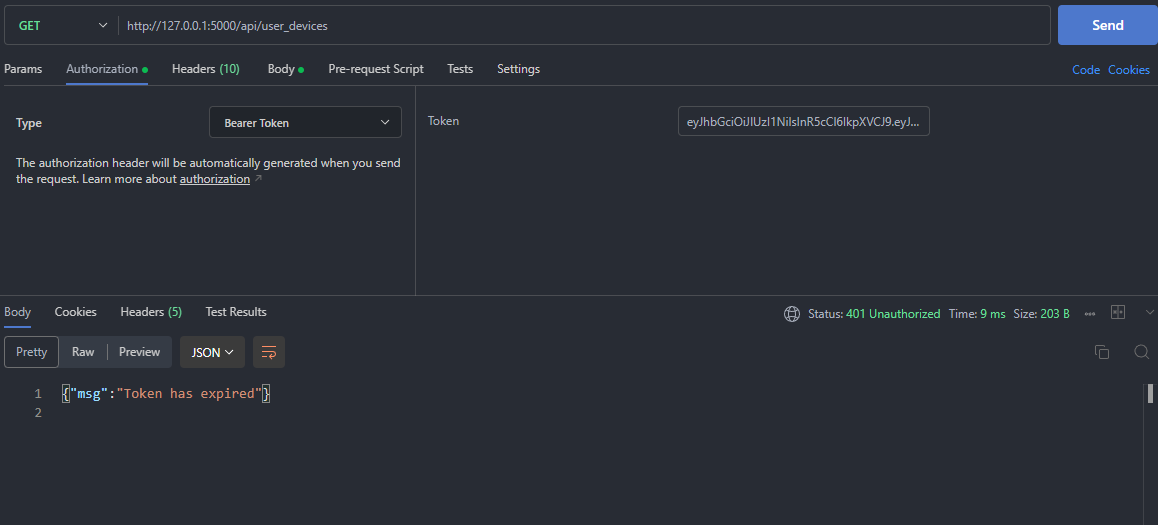 GET http://127.0.0.1:5000/api/user_devices Send
Params Authorization Headers (10) Body Pre-request Script Tests Settings Code Cookies
Type Bearer Token
Token eyJhbGciOiJIUzI1NiIsInR5cCI6IkpXVCJ9.eyJ...
The authorization header will be automatically generated when you send
the request. Learn more about authorization
Body Cookies Headers (5) Test Results Status: 401 Unauthorized Time: 9 ms Size: 203 B
Pretty Raw Preview JSON
1 {"msg":"Token has expired"}
2